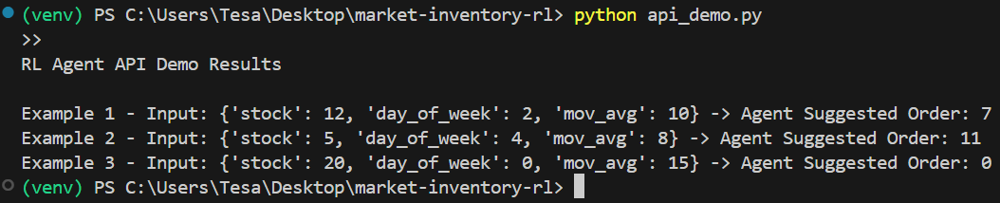 (venv) PS C:\Users\Tesa\Desktop\market-inventory-rl> python api_demo.py
>>
RL Agent API Demo Results
Example 1 - Input: {'stock': 12, 'day_of_week': 2, 'mov_avg': 10} -> Agent Suggested Order: 7
Example 2 - Input: {'stock': 5, 'day_of_week': 4, 'mov_avg': 8} -> Agent Suggested Order: 11
Example 3 - Input: {'stock': 20, 'day_of_week': 0, 'mov_avg': 15} -> Agent Suggested Order: 0
(venv) PS C:\Users\Tesa\Desktop\market-inventory-rl>